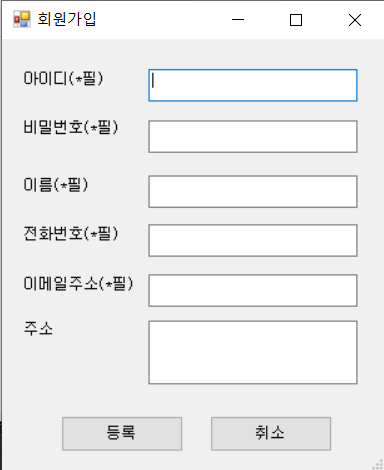 회원가입
아이디(*필)
비밀번호(*필)
이름(*필)
전화번호(*필)
이메일주소(*필)
주소
등록 취소